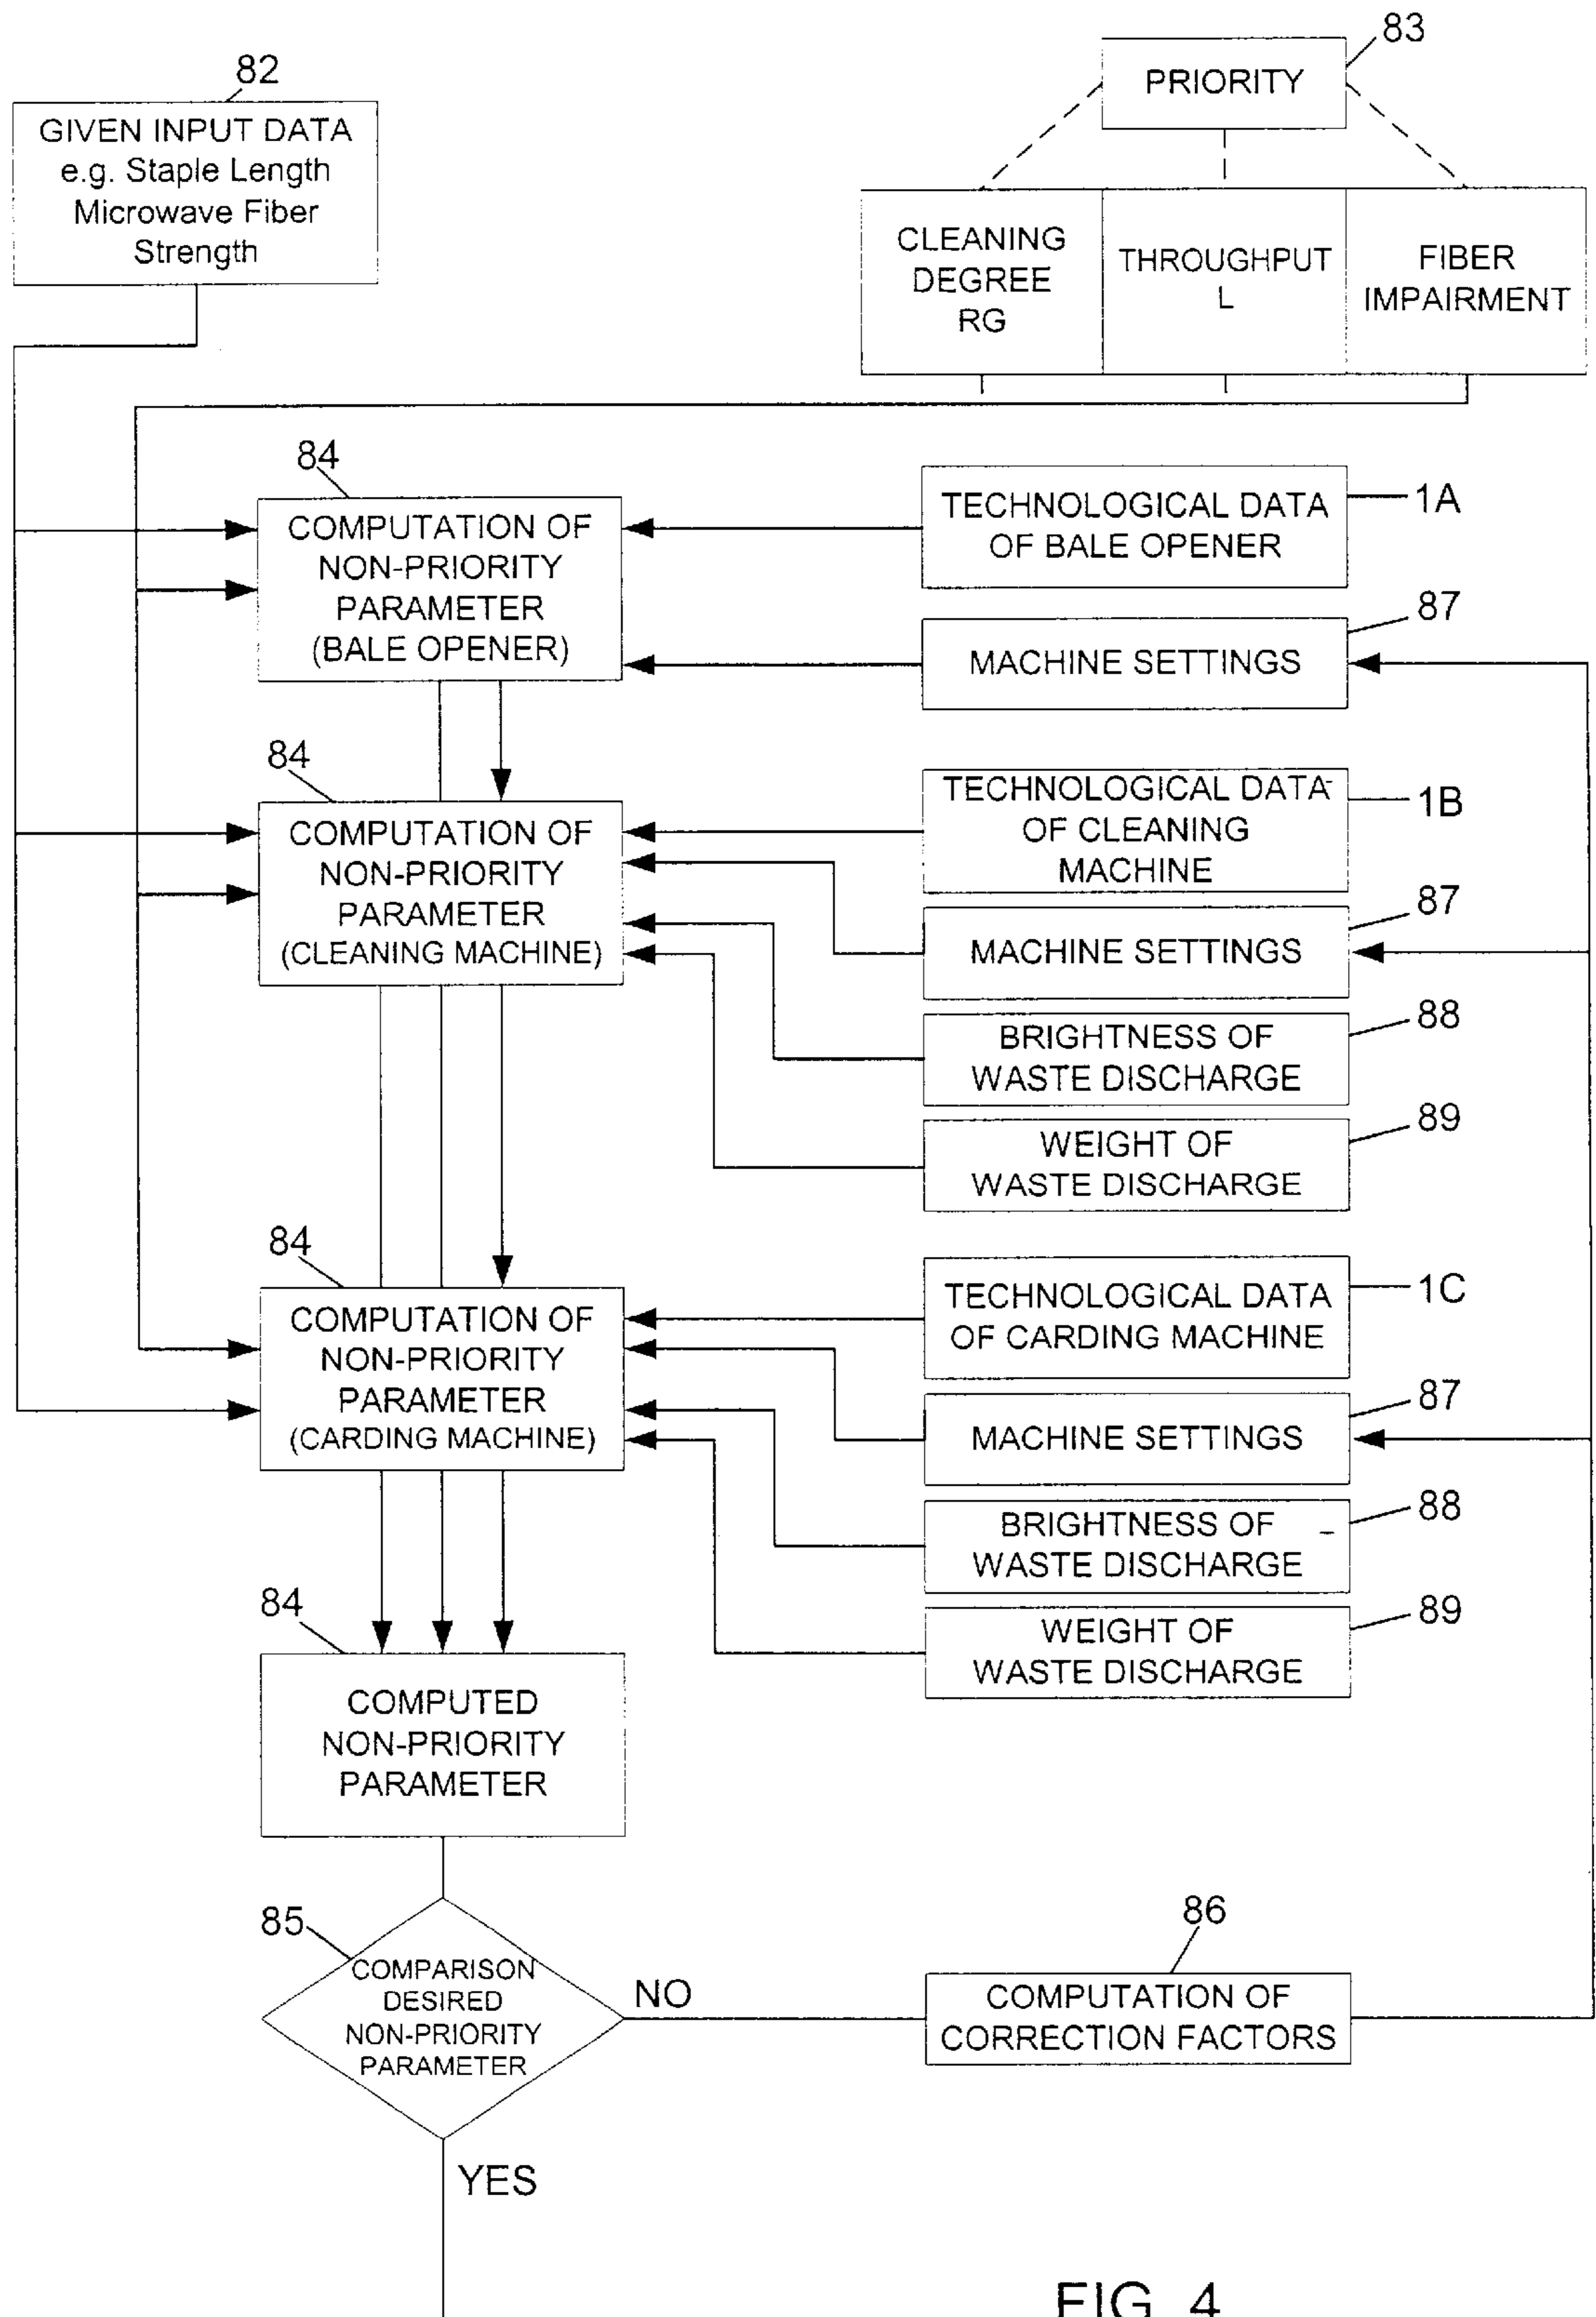 83
PRIORITY
82
GIVEN INPUT DATA
e.g. Staple Length
Microwave Fiber
Strength
CLEANING
DEGREE
RG
THROUGHPUT
L
FIBER
IMPAIRMENT
84
COMPUTATION OF
NON-PRIORITY
PARAMETER
(BALE OPENER)
TECHNOLOGICAL DATA
OF BALE OPENER
1A
87
MACHINE SETTINGS
84
COMPUTATION OF
NON-PRIORITY
PARAMETER
(CLEANING MACHINE)
TECHNOLOGICAL DATA
OF CLEANING
MACHINE
1B
87
MACHINE SETTINGS
88
BRIGHTNESS OF
WASTE DISCHARGE
89
WEIGHT OF
WASTE DISCHARGE
84
COMPUTATION OF
NON-PRIORITY
PARAMETER
(CARDING MACHINE)
TECHNOLOGICAL DATA
OF CARDING MACHINE
1C
87
MACHINE SETTINGS
88
BRIGHTNESS OF
WASTE DISCHARGE
89
WEIGHT OF
WASTE DISCHARGE
84
COMPUTED
NON-PRIORITY
PARAMETER
85
COMPARISON
DESIRED
NON-PRIORITY
PARAMETER
NO
86
COMPUTATION OF
CORRECTION FACTORS
YES
FIG. 4